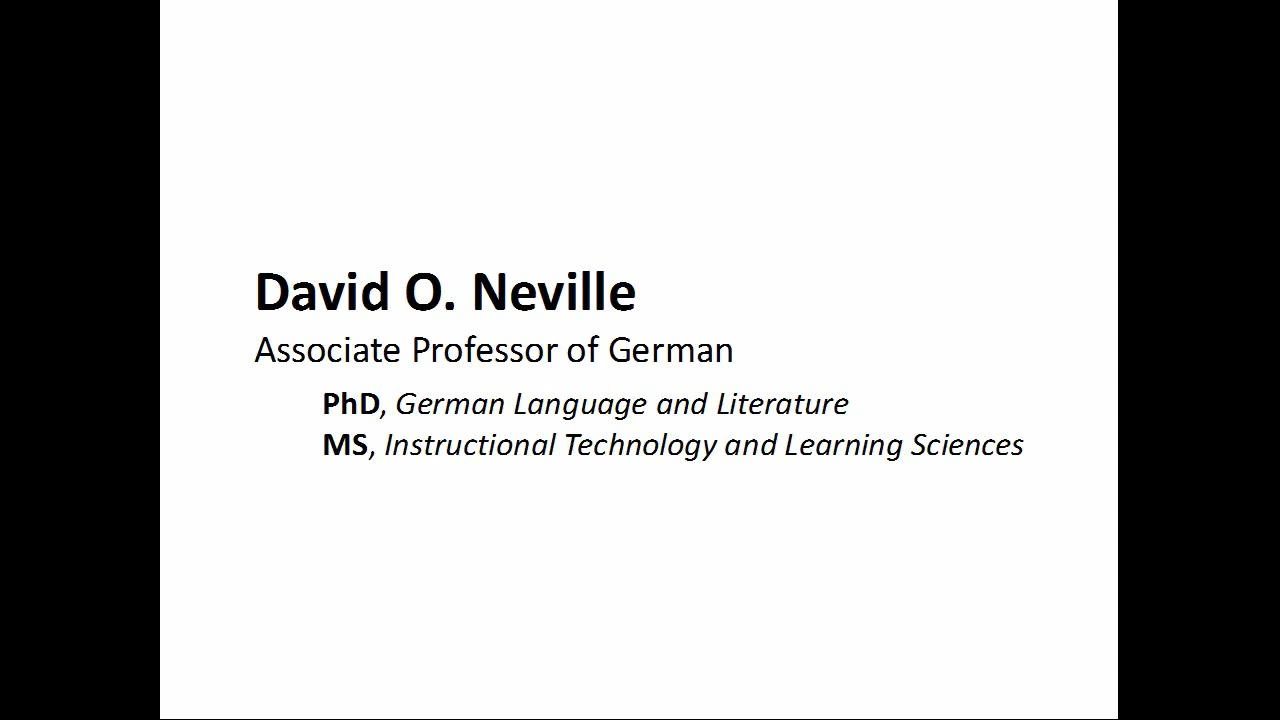 David O. Neville
Associate Professor of German
PhD, German Language and Literature
MS, Instructional Technology and Learning Sciences